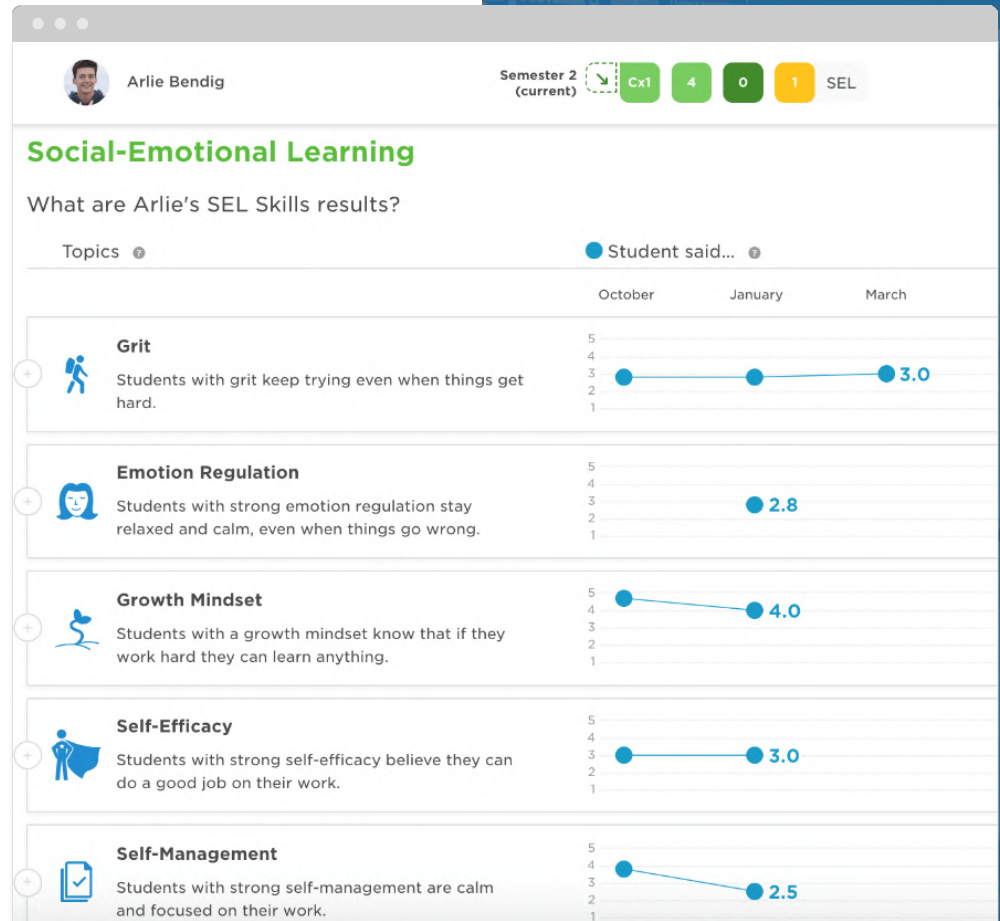 Arlie Bendig
Semester 2
(current)
Cx1
4
0
1
SEL
Social-Emotional Learning
What are Arlie's SEL Skills results?
Topics ?
Student said... ?
October January March
Grit
Students with grit keep trying even when things get
hard.
5
4
3
2
1
3.0
Emotion Regulation
Students with strong emotion regulation stay
relaxed and calm, even when things go wrong.
5
4
3
2
1
2.8
Growth Mindset
Students with a growth mindset know that if they
work hard they can learn anything.
5
4
3
2
1
4.0
Self-Efficacy
Students with strong self-efficacy believe they can
do a good job on their work.
5
4
3
2
1
3.0
Self-Management
Students with strong self-management are calm
and focused on their work.
5
4
3
2
1
2.5